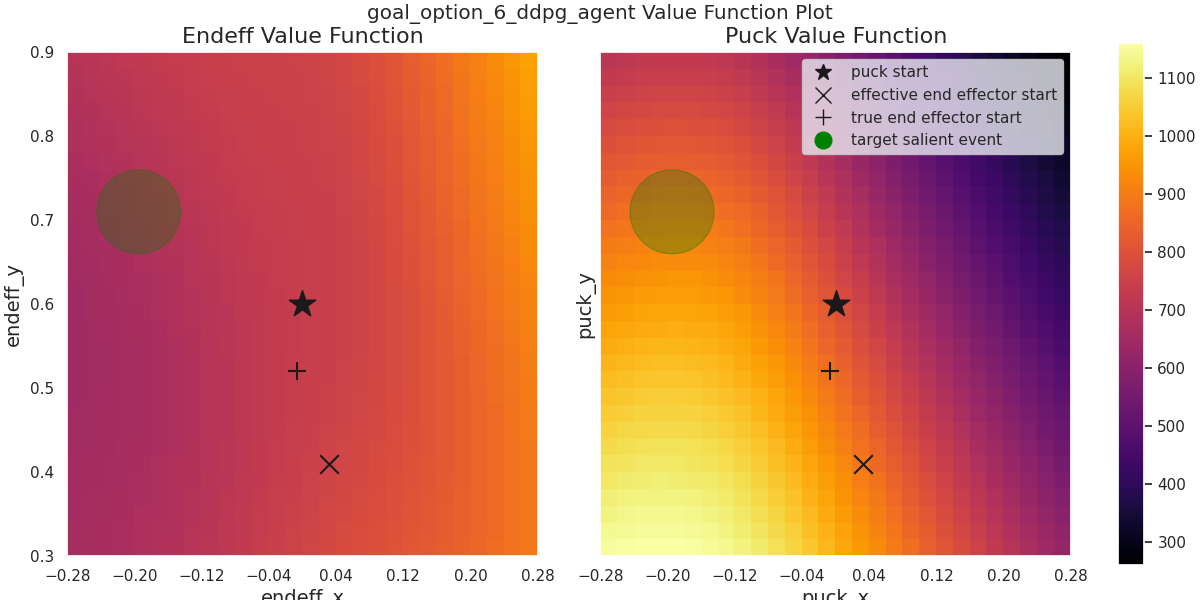 goal_option_6_ddpg_agent Value Function Plot
Endeff Value Function
Puck Value Function
0.9
0.8
0.7
0.6
0.5
0.4
0.3
endeff_y
−0.28 −0.20 −0.12 −0.04 0.04 0.12 0.20 0.28
endeff_x
puck start
effective end effector start
true end effector start
target salient event
puck_y
−0.28 −0.20 −0.12 −0.04 0.04 0.12 0.20 0.28
puck_x
1100
1000
900
800
700
600
500
400
300